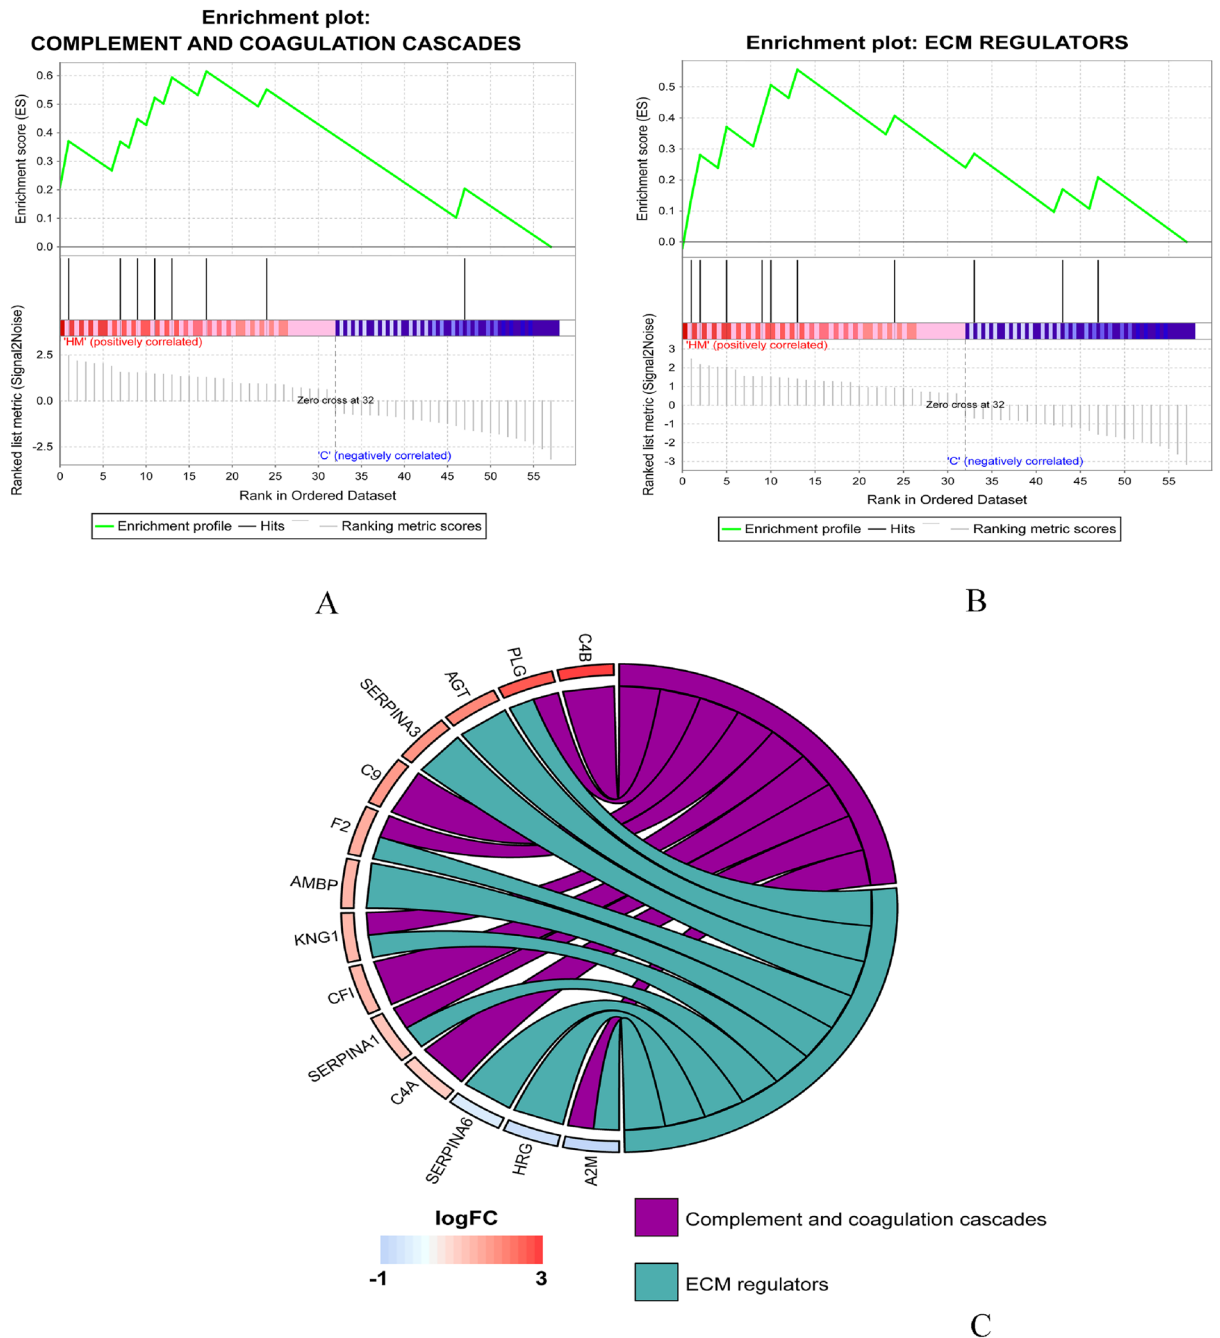 Enrichment plot:
COMPLEMENT AND COAGULATION CASCADES
Enrichment score (ES)
0.6
0.5
0.4
0.3
0.2
0.1
0.0
Ranked list metric (Signal2Noise)
'HM' (positively correlated)
2.5
0.0
-2.5
Zero cross at 32
'C' (negatively correlated)
0 5 10 15 20 25 30 35 40 45 50 55
Rank in Ordered Dataset
Enrichment profile Hits Ranking metric scores
A
Enrichment plot: ECM REGULATORS
Enrichment score (ES)
0.5
0.4
0.3
0.2
0.1
0.0
Ranked list metric (Signal2Noise)
'HM' (positively correlated)
3
2
1
0
-1
-2
-3
Zero cross at 32
'C' (negatively correlated)
0 5 10 15 20 25 30 35 40 45 50 55
Rank in Ordered Dataset
Enrichment profile Hits Ranking metric scores
B
C4B
PLG
AGT
SERPINA3
C9
F2
AMBP
KNG1
CFI
SERPINA1
C4A
SERPINA6
HRG
A2M
logFC
-1 3
Complement and coagulation cascades
ECM regulators
C